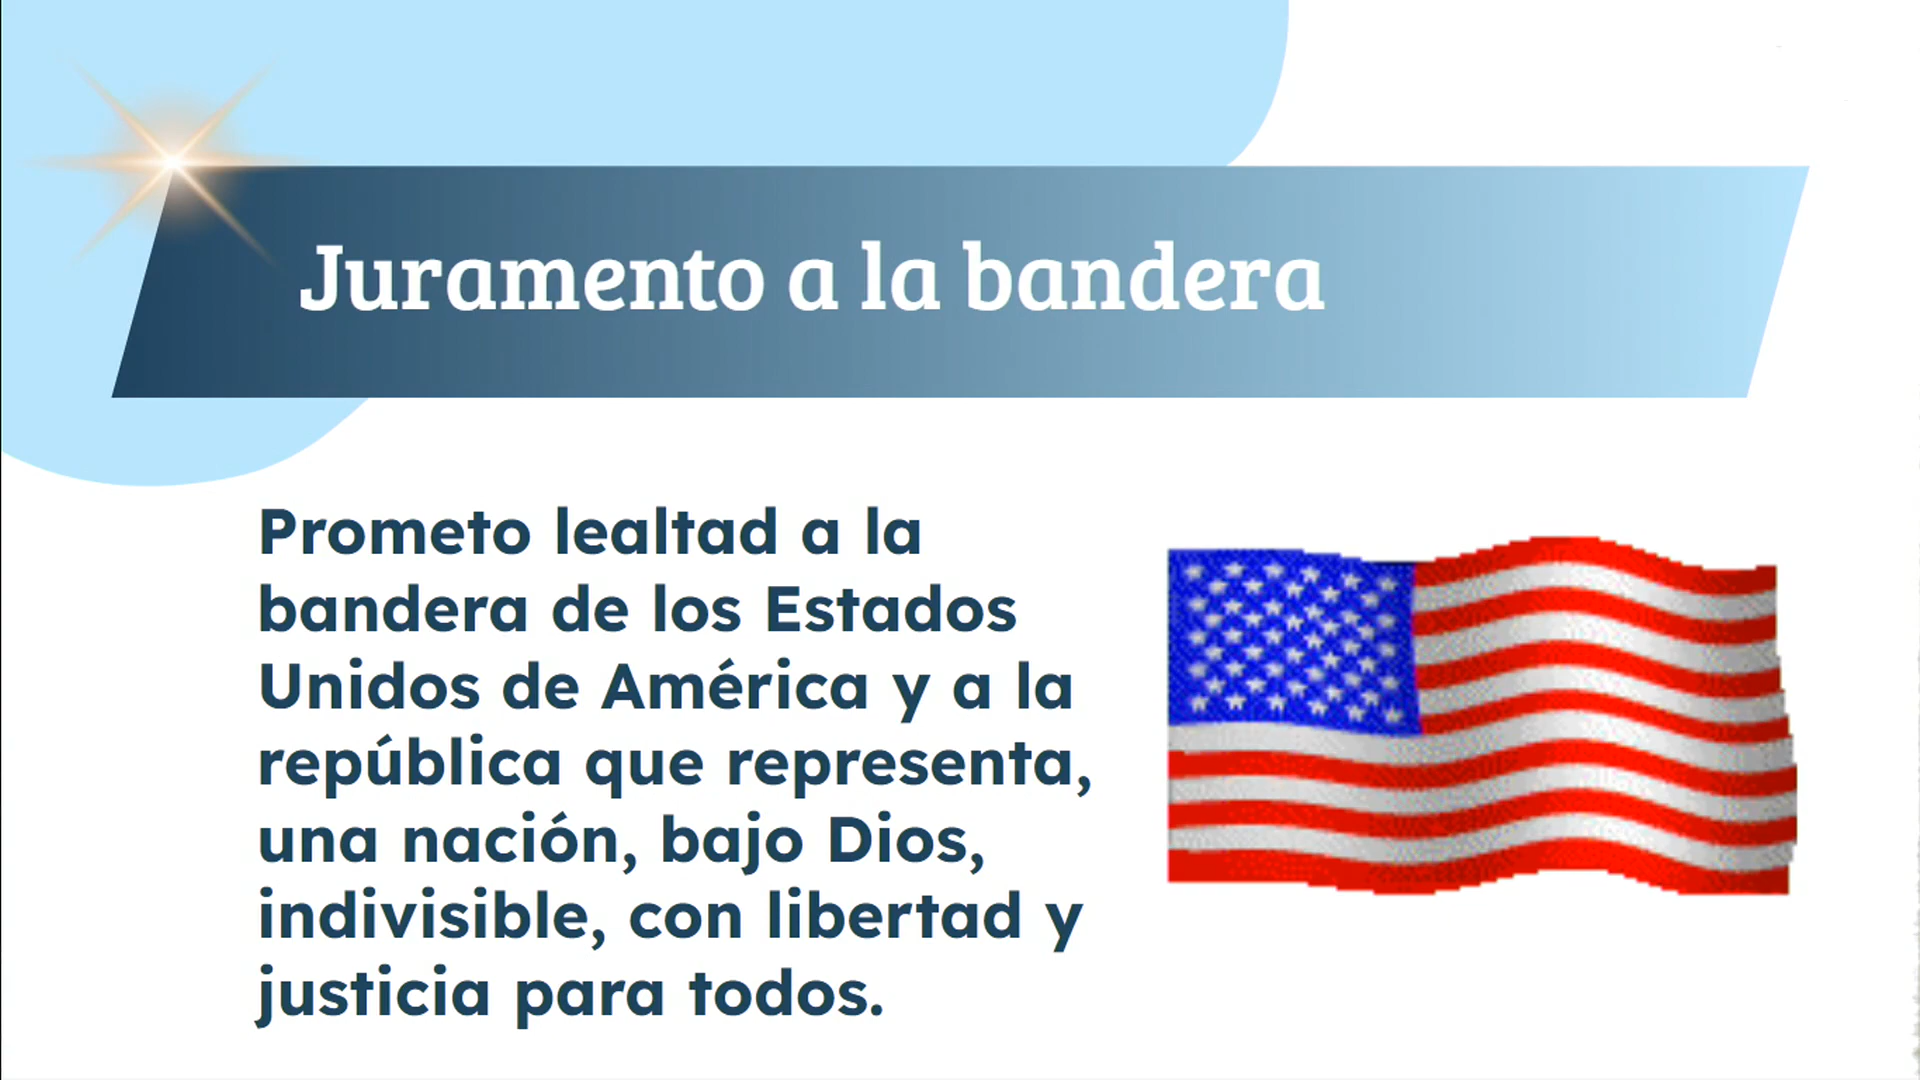 Juramento a la bandera
Prometo lealtad a la
bandera de los Estados
Unidos de América y a la
república que representa,
una nación, bajo Dios,
indivisible, con libertad y
justicia para todos.